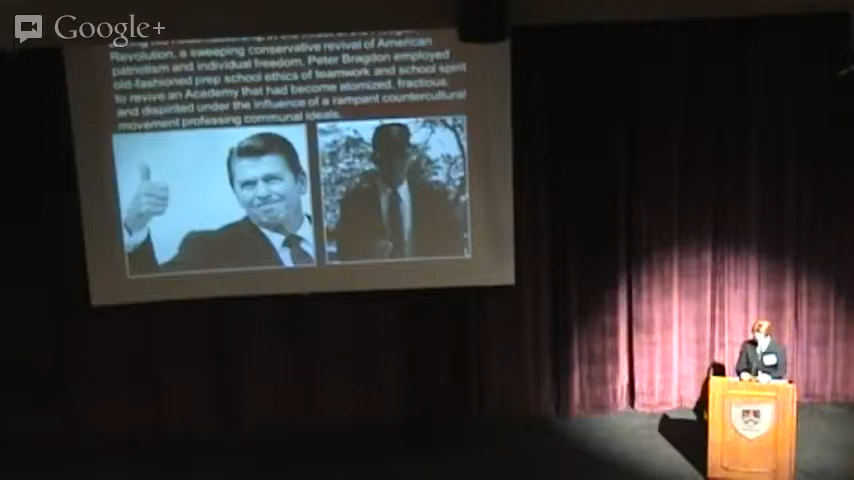 Google+
Revolution, a sweeping conservative revival of American
patriotism and individual freedom, Peter Bragdon employed
old-fashioned prep school ethics of teamwork and school spirit
to revive an Academy that had become atomized, fractious,
and dispirited under the influence of a rampant countercultural
movement professing communal ideals.